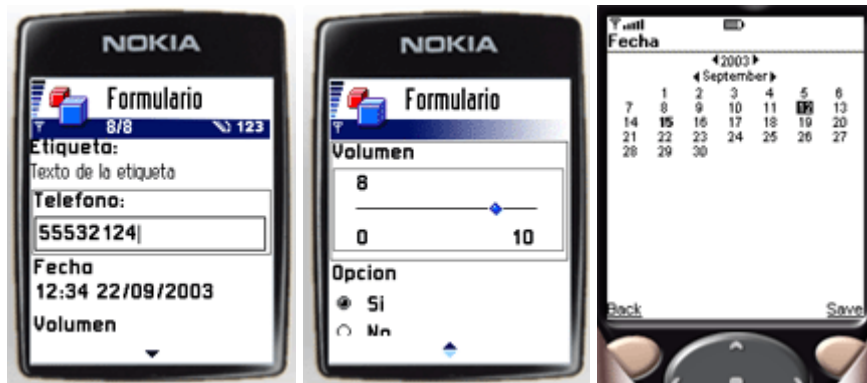 NOKIA
Formulario
8/8 123
Etiqueta:
Texto de la etiqueta
Telefono:
55532124
Fecha
12:34 22/09/2003
Volumen
NOKIA
Formulario
Volumen
8
0 10
Opcion
Si
No
Fecha
2003
September
1 2 3 4 5 6
7 8 9 10 11 12 13
14 15 16 17 18 19 20
21 22 23 24 25 26 27
28 29 30
Back Save